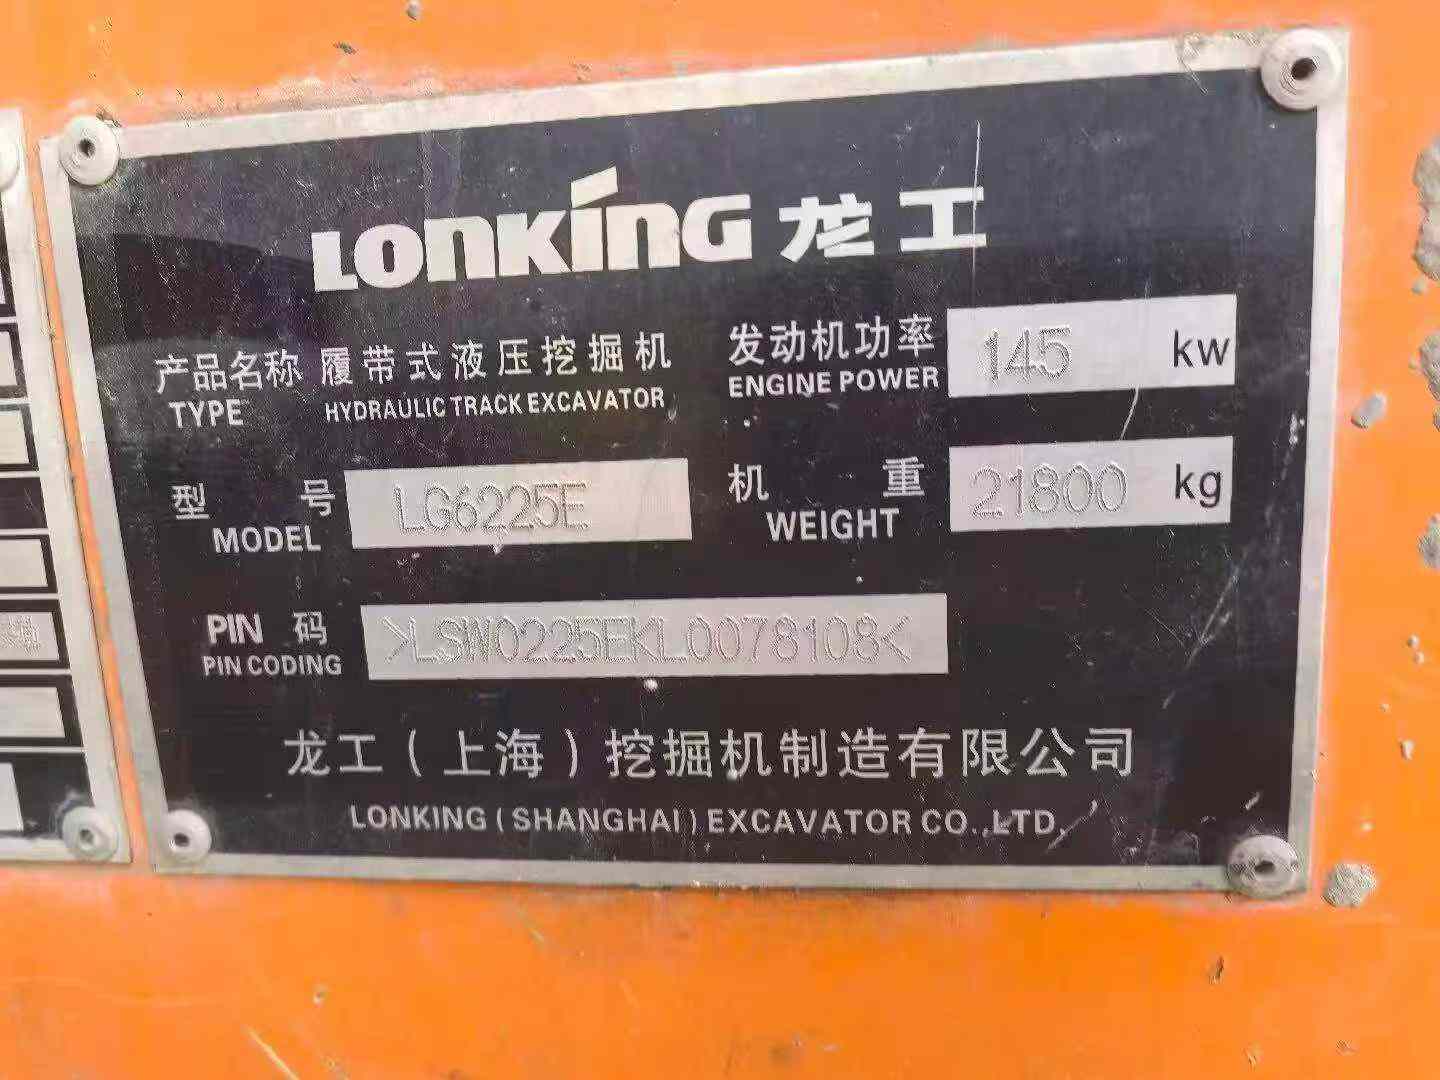 LONKING 龙工
产品名称 履带式液压挖掘机 发动机功率 145 kw
TYPE HYDRAULIC TRACK EXCAVATOR ENGINE POWER
型号 LG6225E 机重 21800 kg
MODEL WEIGHT
PIN 码 >LSW0225EKL0078108<
PIN CODING
龙工(上海)挖掘机制造有限公司
LONKING (SHANGHAI) EXCAVATOR CO.,LTD.